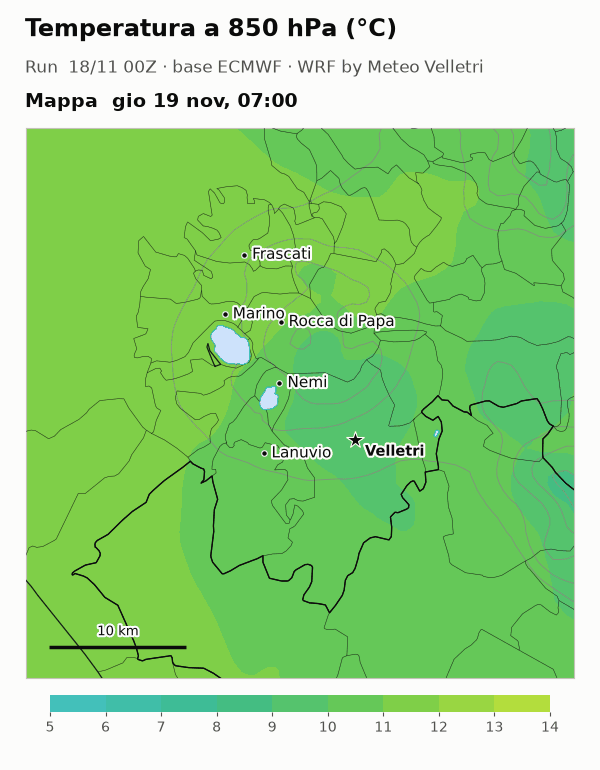 Temperatura a 850 hPa (°C)
Run  18/11 00Z · base ECMWF · WRF by Meteo Velletri
Mappa  gio 19 nov, 07:00
Frascati
Marino
Rocca di Papa
Nemi
Velletri
Lanuvio
10 km
5 6 7 8 9 10 11 12 13 14